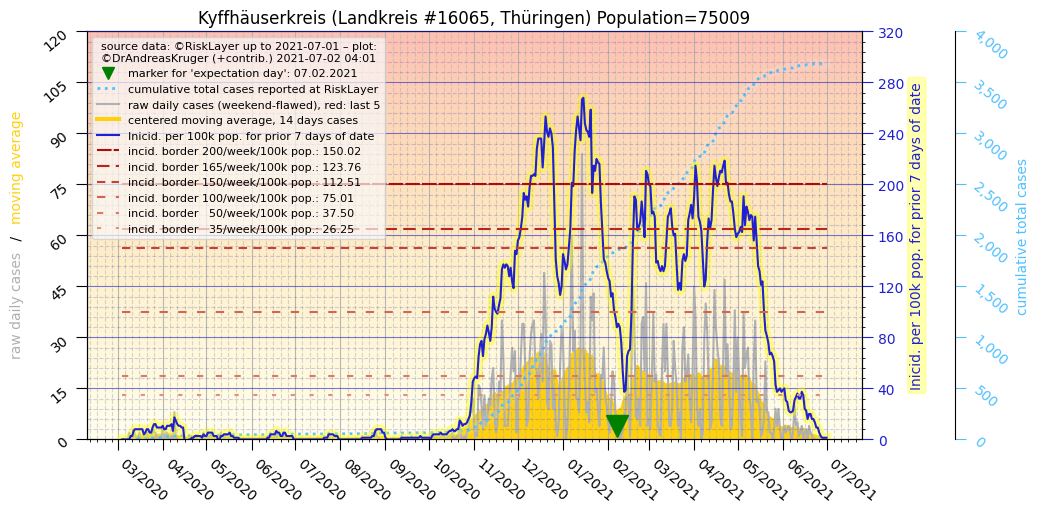 Kyffhäuserkreis (Landkreis #16065, Thüringen) Population=75009
source data: ©RiskLayer up to 2021-07-01 – plot:
©DrAndreasKruger (+contrib.) 2021-07-02 04:01
marker for 'expectation day': 07.02.2021
cumulative total cases reported at RiskLayer
raw daily cases (weekend-flawed), red: last 5
centered moving average, 14 days cases
Inicid. per 100k pop. for prior 7 days of date
incid. border 200/week/100k pop.: 150.02
incid. border 165/week/100k pop.: 123.76
incid. border 150/week/100k pop.: 112.51
incid. border 100/week/100k pop.: 75.01
incid. border   50/week/100k pop.: 37.50
incid. border   35/week/100k pop.: 26.25
raw daily cases   /   moving average
120
105
90
75
60
45
30
15
0
03/2020
04/2020
05/2020
06/2020
07/2020
08/2020
09/2020
10/2020
11/2020
12/2020
01/2021
02/2021
03/2021
04/2021
05/2021
06/2021
07/2021
320
280
240
200
160
120
80
40
0
Inicid. per 100k pop. for prior 7 days of date
4,000
3,500
3,000
2,500
2,000
1,500
1,000
500
0
cumulative total cases